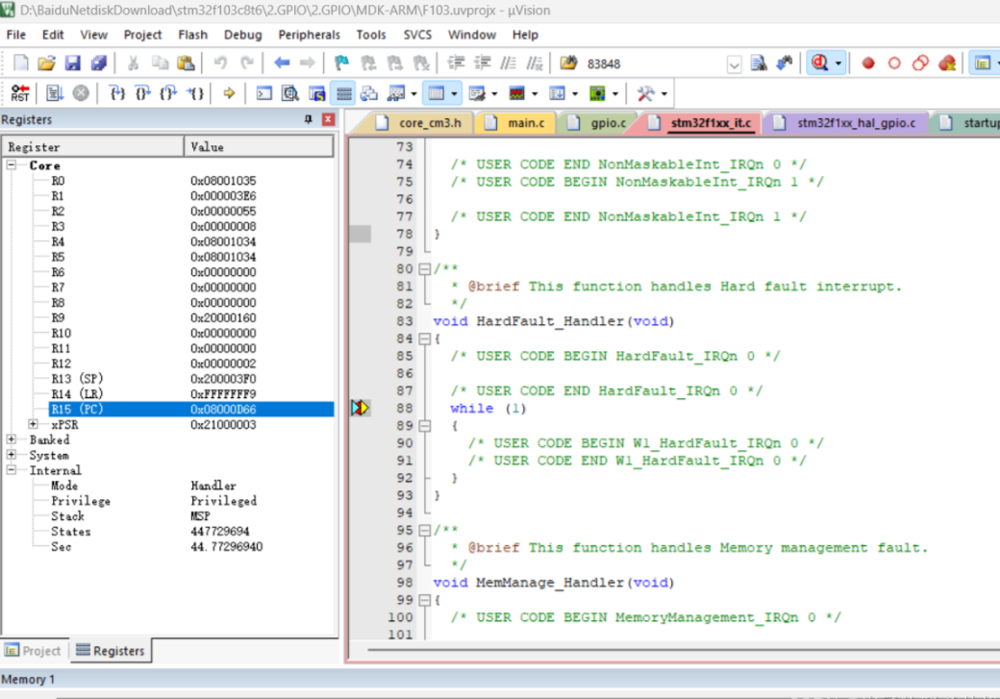 D:\BaiduNetdiskDownload\stm32f103c8t6\2.GPIO\2.GPIO\MDK-ARM\F103.uvprojx - µVision
File Edit View Project Flash Debug Peripherals Tools SVCS Window Help
83848
RST
Registers
core_cm3.h main.c gpio.c stm32f1xx_it.c stm32f1xx_hal_gpio.c startup
Register Value
Core
R0 0x08001035
R1 0x000003E6
R2 0x00000055
R3 0x00000008
R4 0x08001034
R5 0x08001034
R6 0x00000000
R7 0x00000000
R8 0x00000000
R9 0x20000160
R10 0x00000000
R11 0x00000000
R12 0x00000002
R13 (SP) 0x200003F0
R14 (LR) 0xFFFFFFF9
R15 (PC) 0x08000D66
xPSR 0x21000003
Banked
System
Internal
Mode Handler
Privilege Privileged
Stack MSP
States 447729694
Sec 44.77296940
73
74 /* USER CODE END NonMaskableInt_IRQn 0 */
75 /* USER CODE BEGIN NonMaskableInt_IRQn 1 */
76
77 /* USER CODE END NonMaskableInt_IRQn 1 */
78 }
79
80 /**
81 * @brief This function handles Hard fault interrupt.
82 */
83 void HardFault_Handler(void)
84 {
85 /* USER CODE BEGIN HardFault_IRQn 0 */
86
87 /* USER CODE END HardFault_IRQn 0 */
88 while (1)
89 {
90 /* USER CODE BEGIN W1_HardFault_IRQn 0 */
91 /* USER CODE END W1_HardFault_IRQn 0 */
92 }
93 }
94
95 /**
96 * @brief This function handles Memory management fault.
97 */
98 void MemManage_Handler(void)
99 {
100 /* USER CODE BEGIN MemoryManagement_IRQn 0 */
101
Project Registers
Memory 1